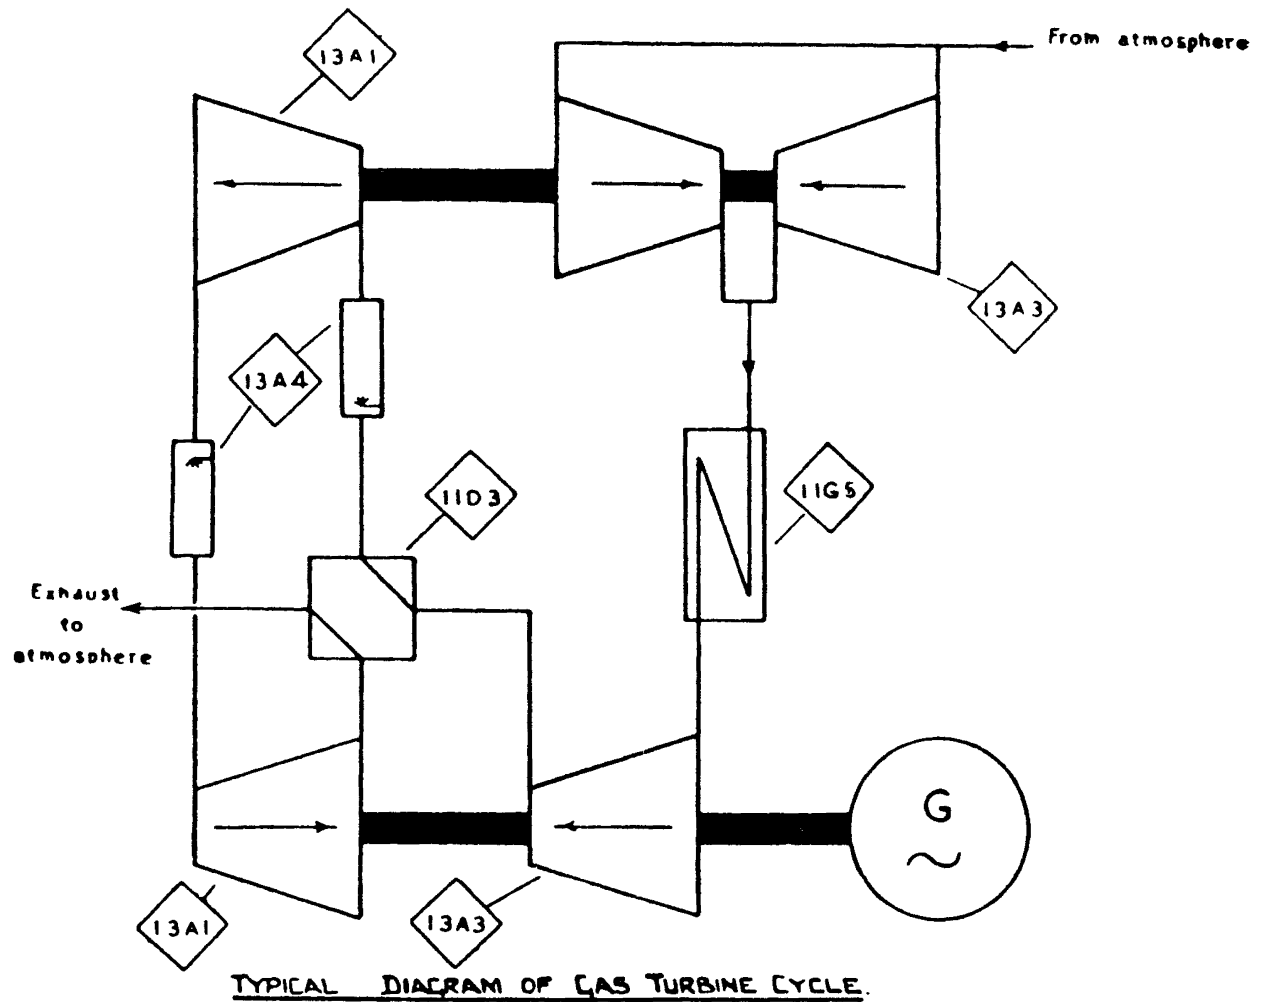 13A1
From atmosphere
13A3
13A4
11D3
11G5
Exhaust
to
atmosphere
G
13A1
13A3
TYPICAL DIAGRAM OF GAS TURBINE CYCLE.